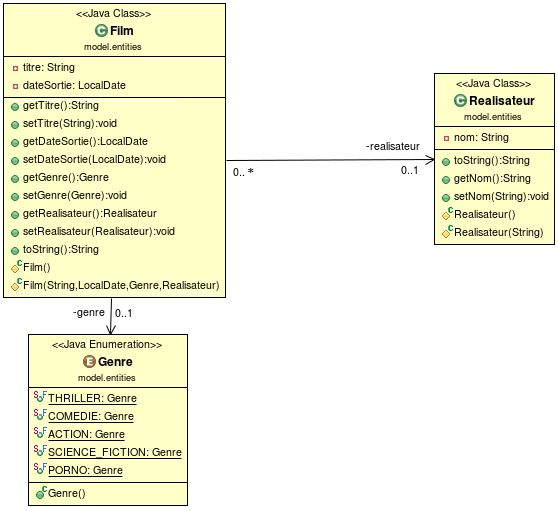 <<Java Class>>
C Film
model.entities
titre: String
dateSortie: LocalDate
getTitre():String
setTitre(String):void
getDateSortie():LocalDate
setDateSortie(LocalDate):void
getGenre():Genre
setGenre(Genre):void
getRealisateur():Realisateur
setRealisateur(Realisateur):void
toString():String
C Film()
C Film(String,LocalDate,Genre,Realisateur)
-realisateur
0..*
0..1
<<Java Class>>
C Realisateur
model.entities
nom: String
toString():String
getNom():String
setNom(String):void
C Realisateur()
C Realisateur(String)
-genre
0..1
<<Java Enumeration>>
E Genre
model.entities
S F THRILLER: Genre
S F COMEDIE: Genre
S F ACTION: Genre
S F SCIENCE_FICTION: Genre
S F PORNO: Genre
C Genre()